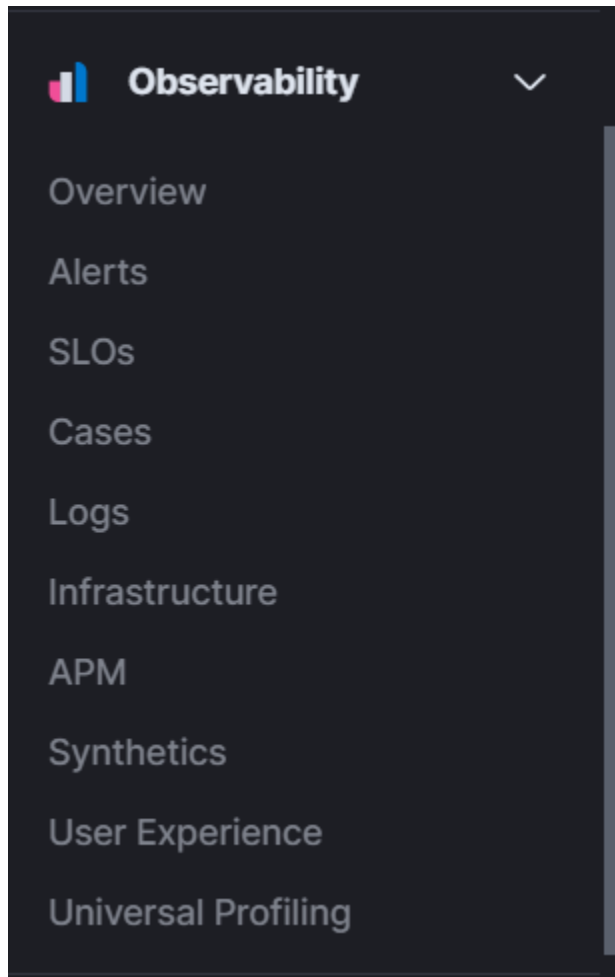 Observability
Overview
Alerts
SLOs
Cases
Logs
Infrastructure
APM
Synthetics
User Experience
Universal Profiling